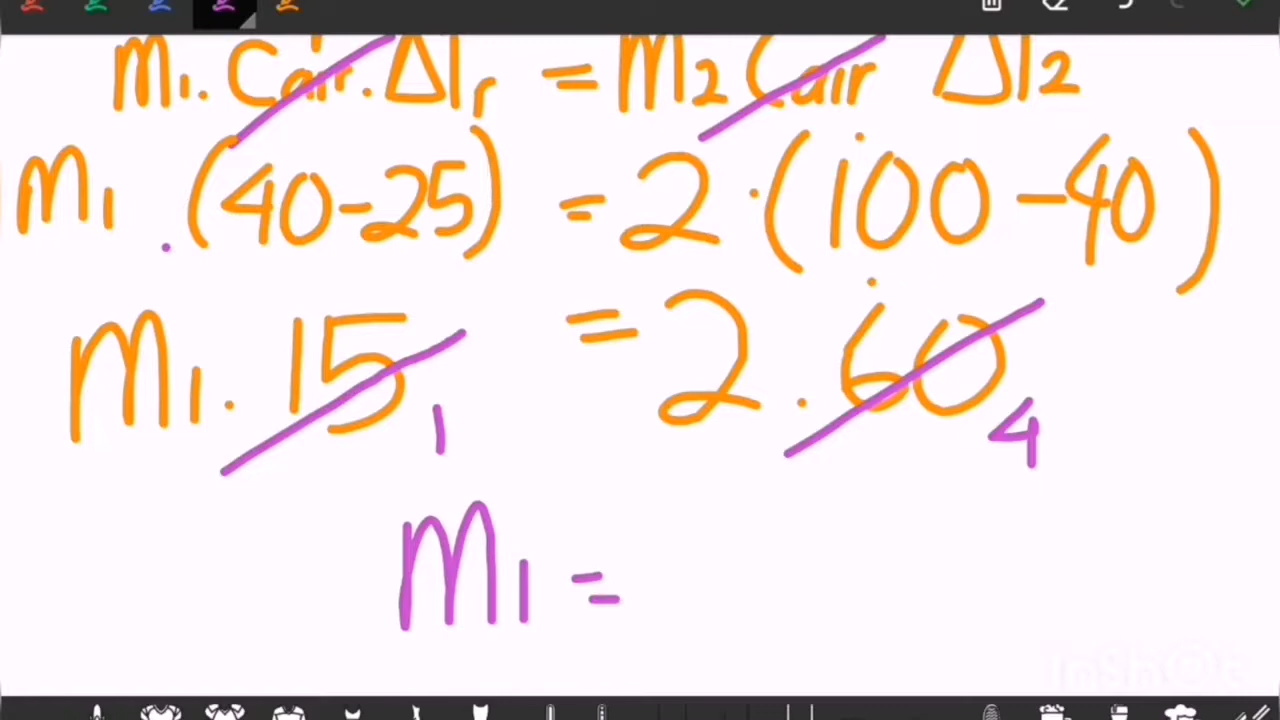 m1. Cair. ΔT1 = m2 Cair ΔT2
m1 . (40-25) = 2 . (100-40)
m1. 15 = 2 . 60
1 4
m1 =